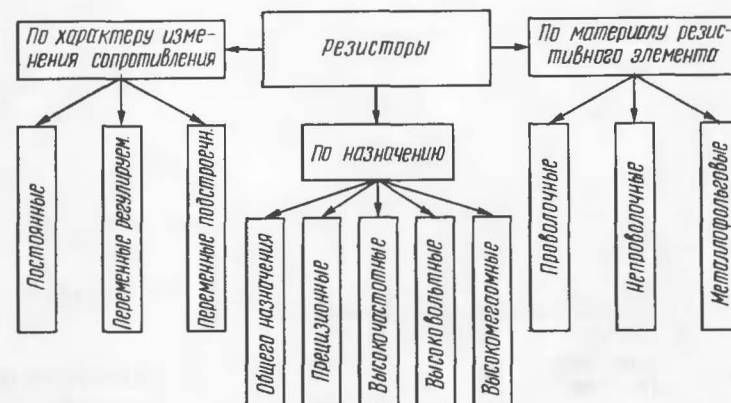 По характеру изме-
нения сопротивления
Резисторы
По материалу резис-
тивного элемента
По назначению
Постоянные
Переменные регулируем.
Переменные подстроечн.
Общего назначения
Прецизионные
Высокочастотные
Высоковольтные
Высокомегаомные
Проволочные
Непроволочные
Металлофольговые